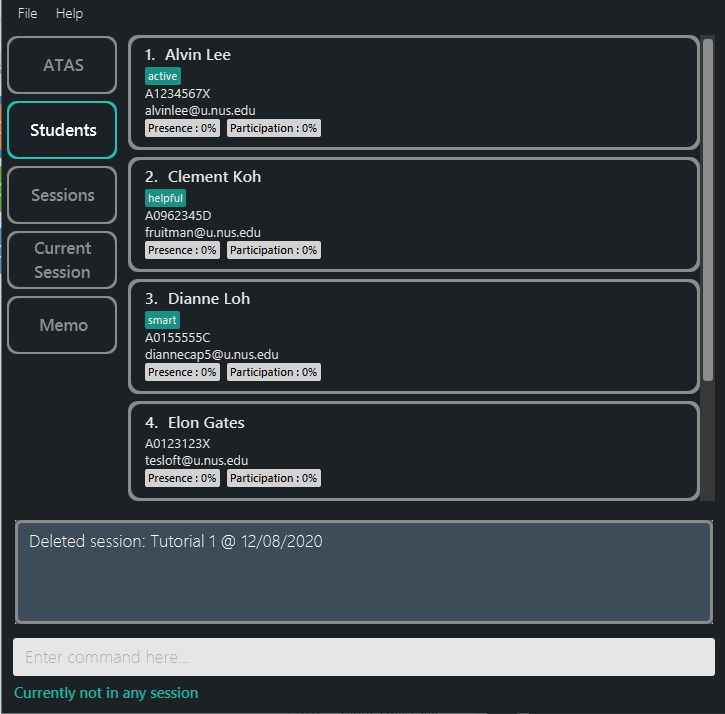 File Help
ATAS
Students
Sessions
Current
Session
Memo
1. Alvin Lee
active
A1234567X
alvinlee@u.nus.edu
Presence : 0% Participation : 0%
2. Clement Koh
helpful
A0962345D
fruitman@u.nus.edu
Presence : 0% Participation : 0%
3. Dianne Loh
smart
A0155555C
diannecap5@u.nus.edu
Presence : 0% Participation : 0%
4. Elon Gates
A0123123X
tesloft@u.nus.edu
Presence : 0% Participation : 0%
Deleted session: Tutorial 1 @ 12/08/2020
Enter command here...
Currently not in any session